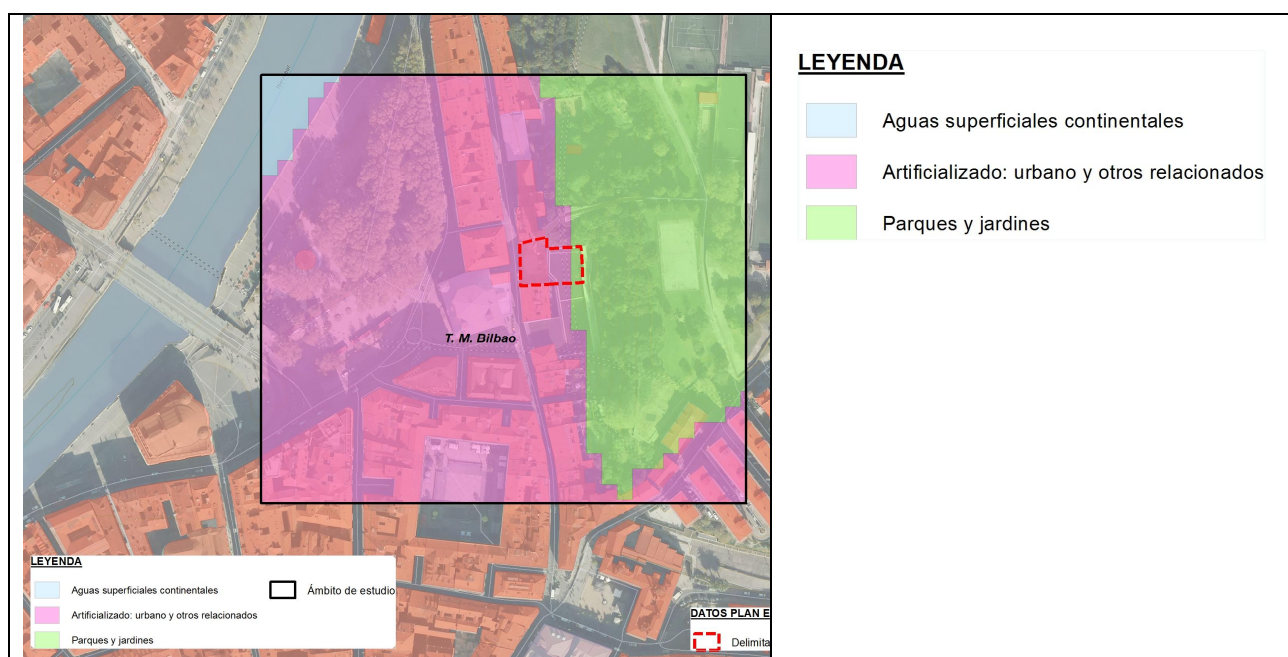 T. M. Bilbao
LEYENDA
Aguas superficiales continentales
Ámbito de estudio
Artificializado: urbano y otros relacionados
Parques y jardines
DATOS PLAN E
Delimita
LEYENDA
Aguas superficiales continentales
Artificializado: urbano y otros relacionados
Parques y jardines